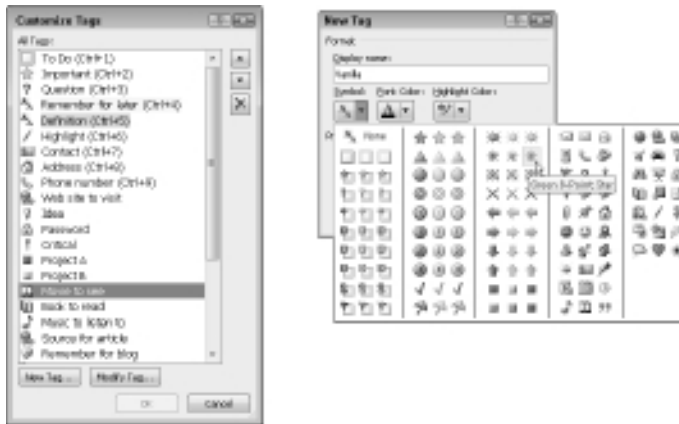 Customize Tags
All Tags:
To Do (Ctrl+1)
Important (Ctrl+2)
Question (Ctrl+3)
Remember for later (Ctrl+4)
Definition (Ctrl+5)
Highlight (Ctrl+6)
Contact (Ctrl+7)
Address (Ctrl+8)
Phone number (Ctrl+9)
Web site to visit
Idea
Password
Critical
Project A
Project B
Movie to see
Book to read
Music to listen to
Source for article
Remember for blog
New Tag...
Modify Tag...
OK
Cancel
New Tag
Format
Display name:
Vanilla
Symbol:
Font Color:
Highlight Color:
None
Green 8-Point Star